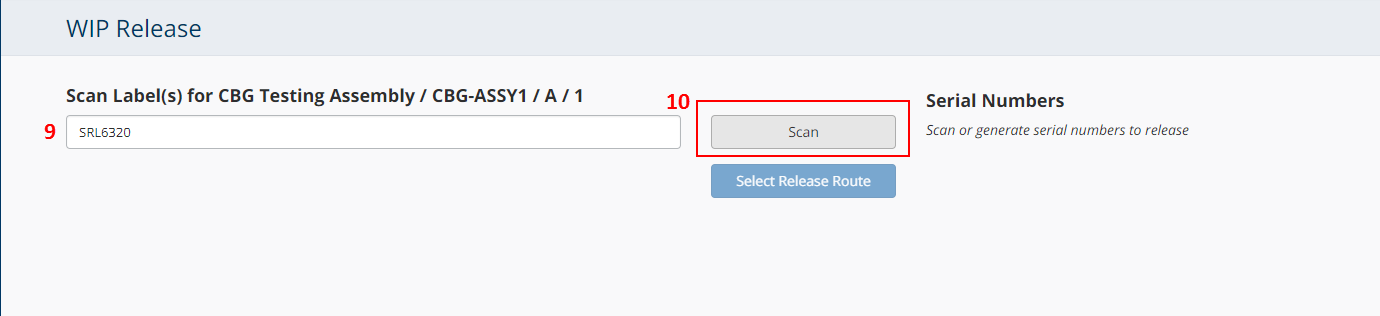 WIP Release
Scan Label(s) for CBG Testing Assembly / CBG-ASSY1 / A / 1
10
Serial Numbers
9
SRL6320
Scan
Scan or generate serial numbers to release
Select Release Route